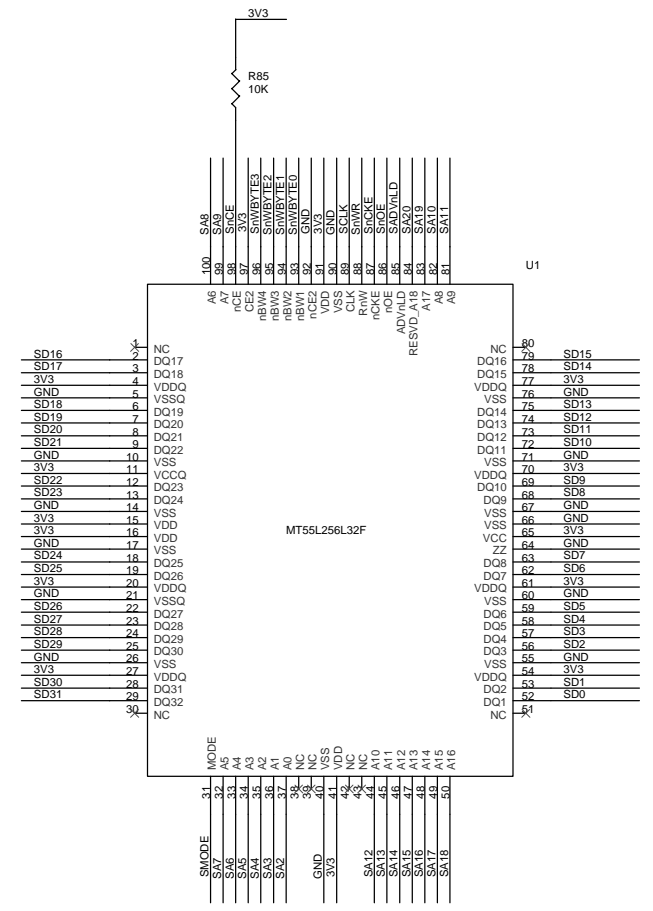 3V3
R85
10K
SA8
SA9
SnCE
3V3
SnWBYTE3
SnWBYTE2
SnWBYTE1
SnWBYTE0
GND
3V3
GND
SCLK
SnWR
SnCKE
SnOE
SADVnLD
SA20
SA19
SA10
SA11
100 99 98 97 96 95 94 93 92 91 90 89 88 87 86 85 84 83 82 81
U1
A6
A7
nCE
CE2
nBW4
nBW3
nBW2
nBW1
nCE2
VDD
VSS
CLK
RnW
nCKE
nOE
ADVnLD
RESVD_A18
A17
A8
A9
1 NC
SD16 2 DQ17
SD17 3 DQ18
3V3 4 VDDQ
GND 5 VSSQ
SD18 6 DQ19
SD19 7 DQ20
SD20 8 DQ21
SD21 9 DQ22
GND 10 VSS
3V3 11 VCCQ
SD22 12 DQ23
SD23 13 DQ24
GND 14 VSS
3V3 15 VDD
3V3 16 VDD
GND 17 VSS
SD24 18 DQ25
SD25 19 DQ26
3V3 20 VDDQ
GND 21 VSSQ
SD26 22 DQ27
SD27 23 DQ28
SD28 24 DQ29
SD29 25 DQ30
GND 26 VSS
3V3 27 VDDQ
SD30 28 DQ31
SD31 29 DQ32
30 NC
MT55L256L32F
NC 80
DQ16 79 SD15
DQ15 78 SD14
VDDQ 77 3V3
VSS 76 GND
DQ14 75 SD13
DQ13 74 SD12
DQ12 73 SD11
DQ11 72 SD10
VSS 71 GND
VDDQ 70 3V3
DQ10 69 SD9
DQ9 68 SD8
VSS 67 GND
VSS 66 GND
VCC 65 3V3
ZZ 64 GND
DQ8 63 SD7
DQ7 62 SD6
VDDQ 61 3V3
VSS 60 GND
DQ6 59 SD5
DQ5 58 SD4
DQ4 57 SD3
DQ3 56 SD2
VSS 55 GND
VDDQ 54 3V3
DQ2 53 SD1
DQ1 52 SD0
NC 51
MODE
A5
A4
A3
A2
A1
A0
NC
NC
VSS
VDD
NC
NC
A10
A11
A12
A13
A14
A15
A16
31 32 33 34 35 36 37 38 39 40 41 42 43 44 45 46 47 48 49 50
SMODE
SA7
SA6
SA5
SA4
SA3
SA2
GND
3V3
SA12
SA13
SA14
SA15
SA16
SA17
SA18